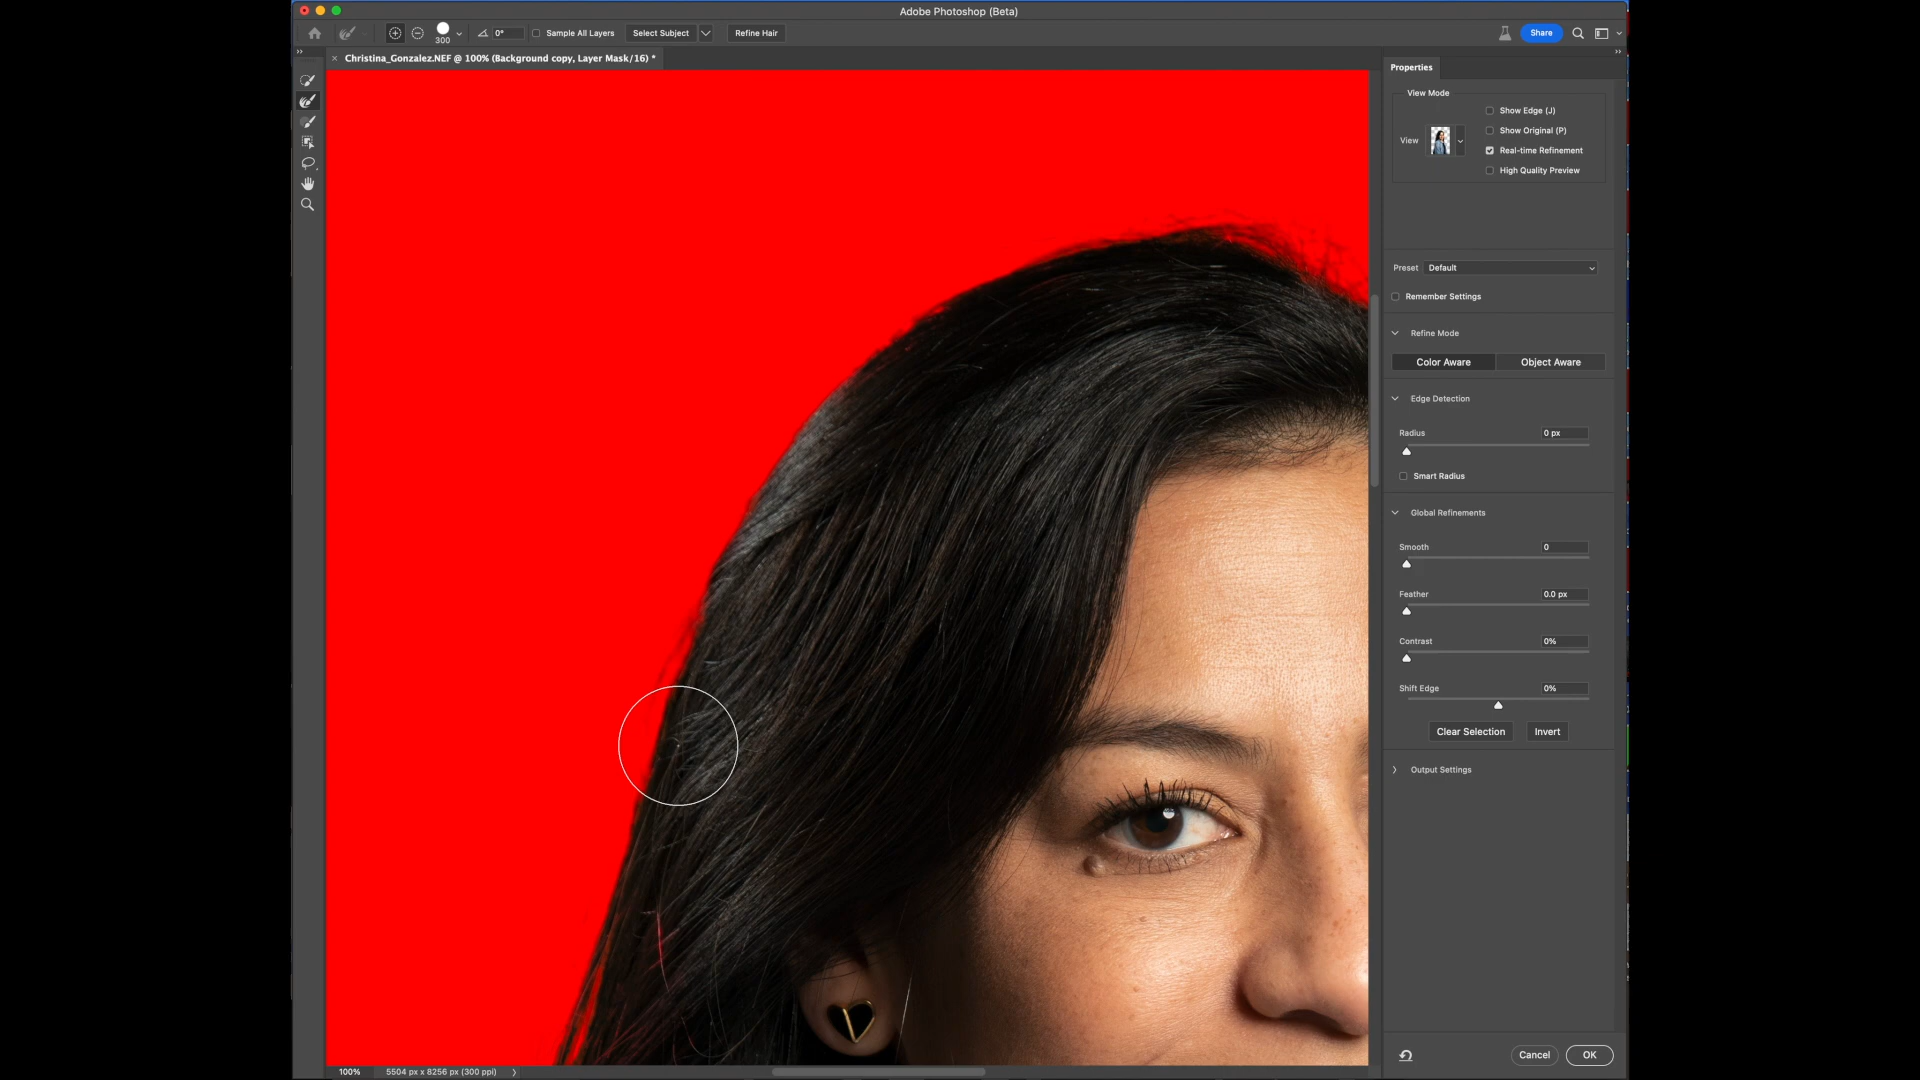 Adobe Photoshop (Beta)
300
0°
Sample All Layers
Select Subject
Refine Hair
Share
Christina_Gonzalez.NEF @ 100% (Background copy, Layer Mask/16) *
Properties
View Mode
Show Edge (J)
Show Original (P)
View
Real-time Refinement
High Quality Preview
Preset
Default
Remember Settings
Refine Mode
Color Aware
Object Aware
Edge Detection
Radius
0 px
Smart Radius
Global Refinements
Smooth
0
Feather
0.0 px
Contrast
0%
Shift Edge
0%
Clear Selection
Invert
Output Settings
Cancel
OK
100%
5504 px x 8256 px (300 ppi)